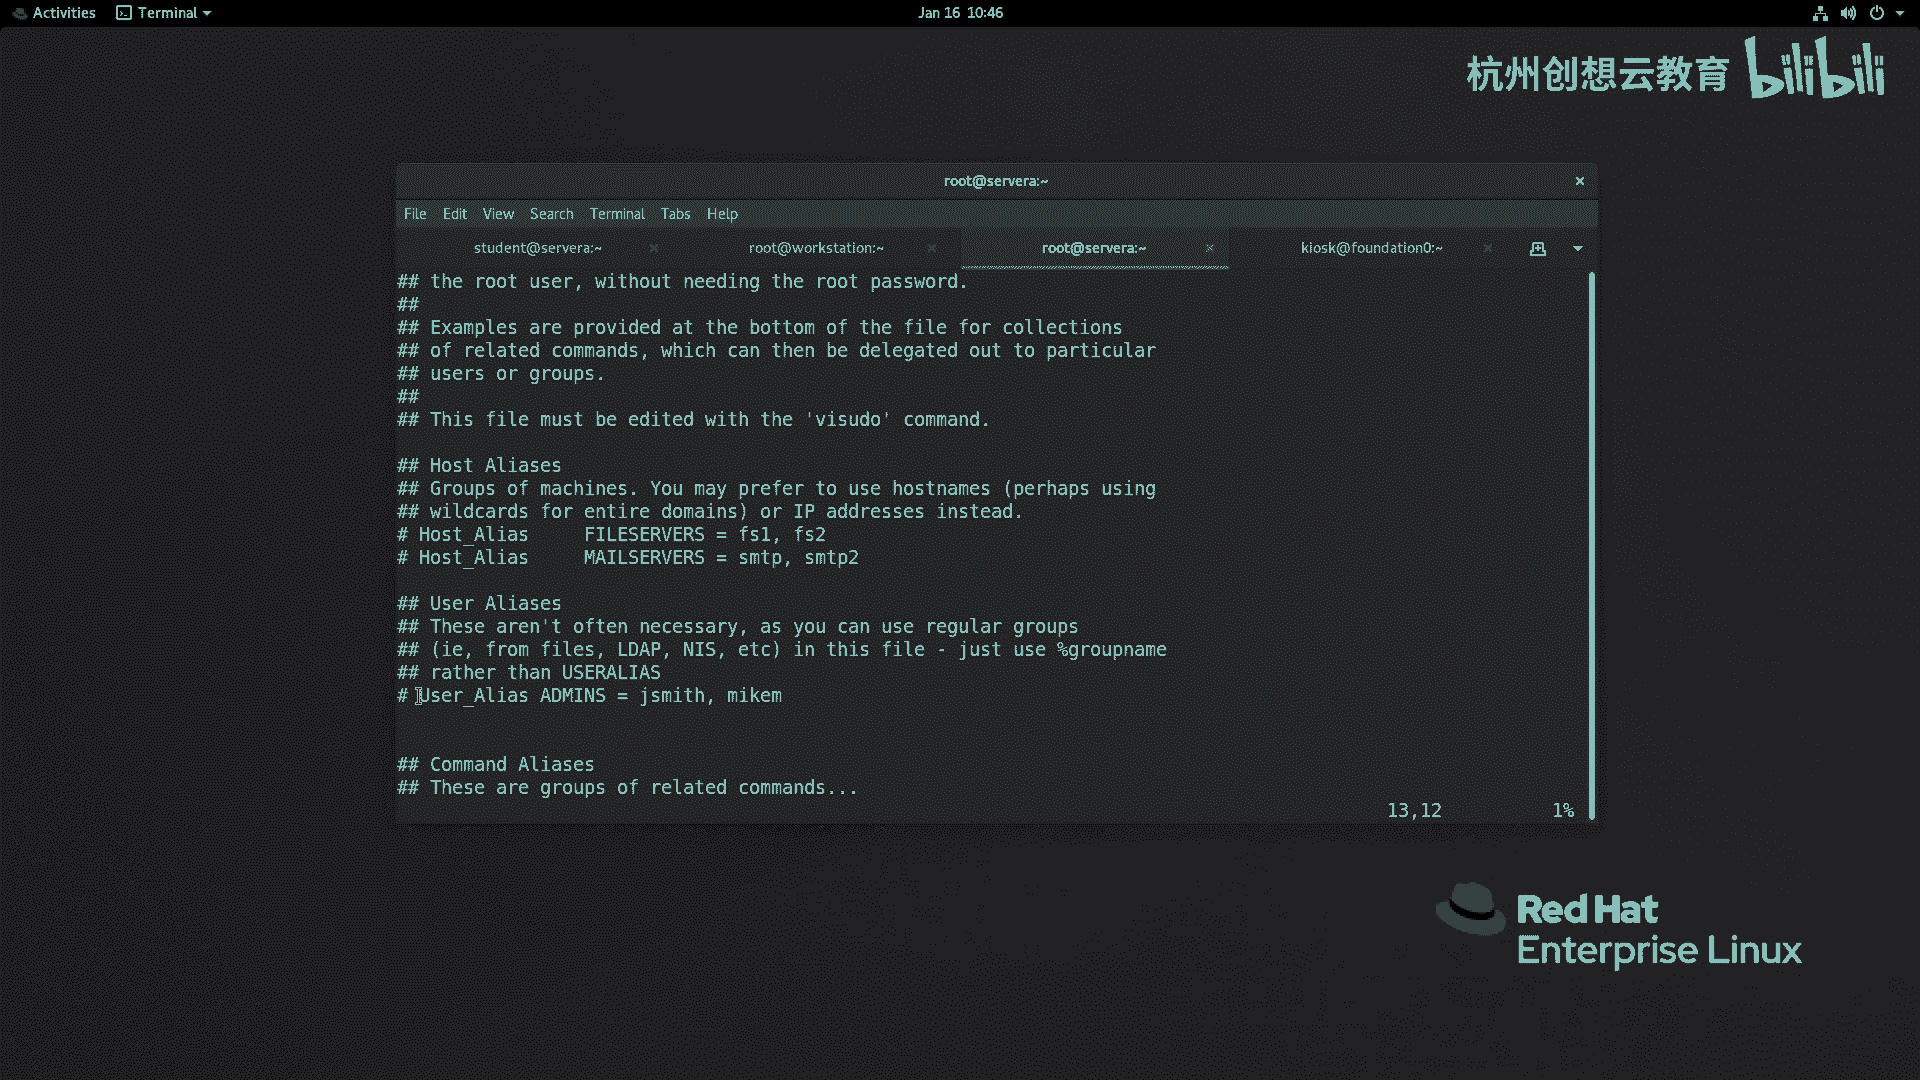 Activities
Terminal
Jan 16 10:46
杭州创想云教育 bilibili
root@servera:~
File Edit View Search Terminal Tabs Help
student@servera:~ root@workstation:~ root@servera:~ kiosk@foundation0:~
## the root user, without needing the root password.
##
## Examples are provided at the bottom of the file for collections
## of related commands, which can then be delegated out to particular
## users or groups.
##
## This file must be edited with the 'visudo' command.
## Host Aliases
## Groups of machines. You may prefer to use hostnames (perhaps using
## wildcards for entire domains) or IP addresses instead.
# Host_Alias     FILESERVERS = fs1, fs2
# Host_Alias     MAILSERVERS = smtp, smtp2
## User Aliases
## These aren't often necessary, as you can use regular groups
## (ie, from files, LDAP, NIS, etc) in this file - just use %groupname
## rather than USERALIAS
# User_Alias ADMINS = jsmith, mikem
## Command Aliases
## These are groups of related commands...
13,12 1%
Red Hat
Enterprise Linux